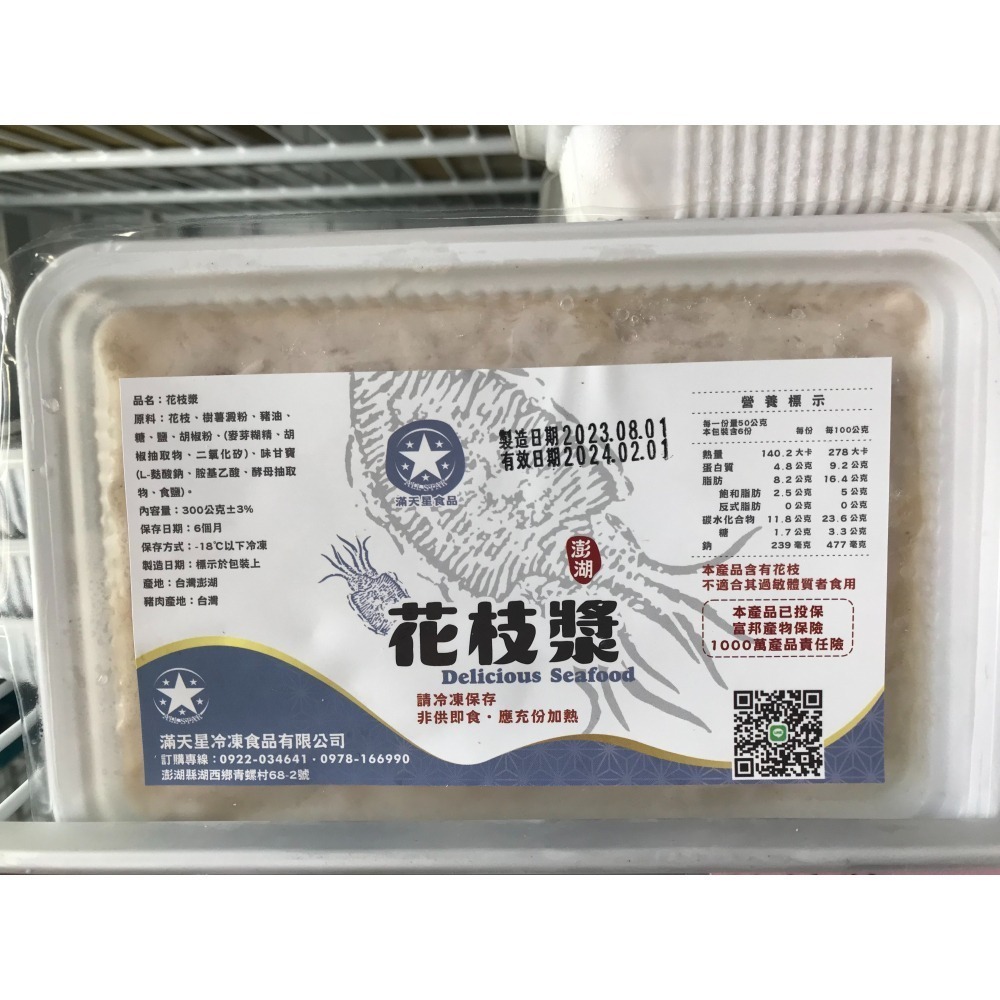 品名：花枝漿
原料：花枝、樹薯澱粉、豬油、
糖、鹽、胡椒粉、(麥芽糊精、胡
椒抽取物、二氧化矽)、味甘寶
(L-麩酸鈉、胺基乙酸、酵母抽取
物、食鹽)。
內容量：300公克±3%
保存日期：6個月
保存方式：-18℃以下冷凍
製造日期：標示於包裝上
產地：台灣澎湖
豬肉產地：台灣
ALL STAR
滿天星食品
製造日期2023.08.01
有效日期2024.02.01
營養標示
每一份量50公克
本包裝含6份
每份 每100公克
熱量 140.2大卡 278大卡
蛋白質 4.8公克 9.2公克
脂肪 8.2公克 16.4公克
飽和脂肪 2.5公克 5公克
反式脂肪 0公克 0公克
碳水化合物 11.8公克 23.6公克
糖 1.7公克 3.3公克
鈉 239毫克 477毫克
本產品含有花枝
不適合其過敏體質者食用
本產品已投保
富邦產物保險
1000萬產品責任險
澎湖
花枝漿
Delicious Seafood
請冷凍保存
非供即食・應充份加熱
ALL STAR
滿天星冷凍食品有限公司
訂購專線：0922-034641・0978-166990
澎湖縣湖西鄉青螺村68-2號
LINE